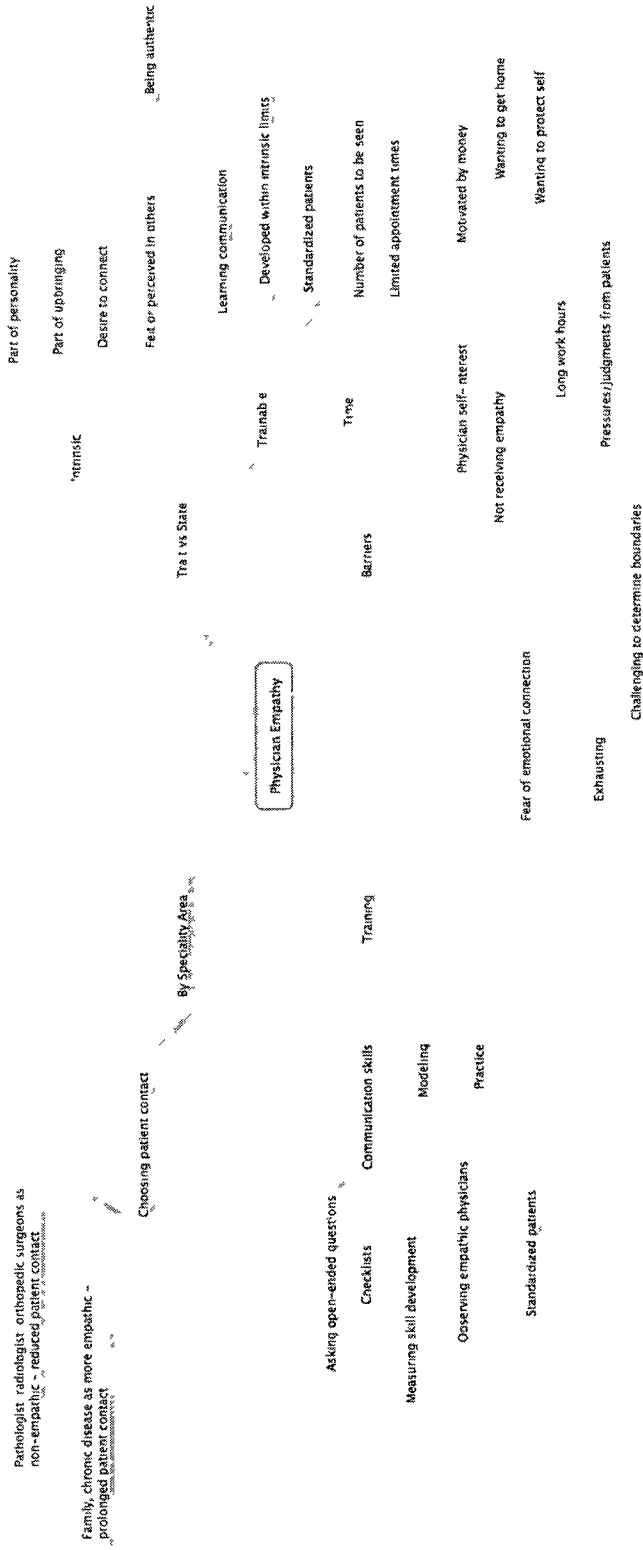 Pathologist radiologist orthopedic surgeons as
non-empathic - reduced patient contact
Family, chronic disease as more empathic -
prolonged patient contact
Choosing patient contact
By Speciality Area
Part of personality
Part of upbringing
Desire to connect
Intrinsic
Felt or perceived in others
Being authentic
Trait vs State
Learning communication
Trainable
Developed within intrinsic limits
Standardized patients
Physician Empathy
Asking open-ended questions
Checklists
Communication skills
Training
Measuring skill development
Modeling
Observing empathic physicians
Practice
Standardized patients
Barriers
Time
Number of patients to be seen
Limited appointment times
Physician self-interest
Motivated by money
Not receiving empathy
Wanting to get home
Wanting to protect self
Fear of emotional connection
Long work hours
Exhausting
Pressures/judgments from patients
Challenging to determine boundaries